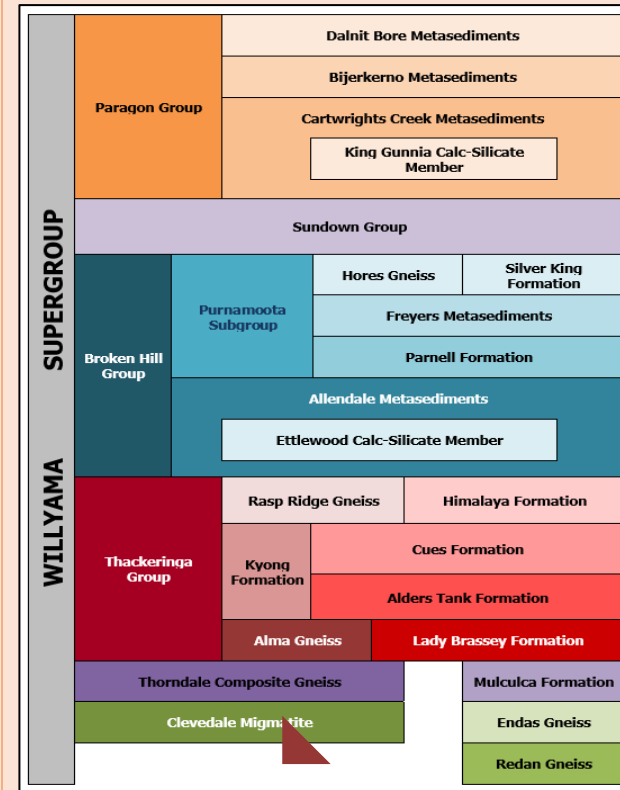 Dalnit Bore Metasediments
Bijerkerno Metasediments
Paragon Group
Cartwrights Creek Metasediments
King Gunnia Calc-Silicate
Member
Sundown Group
WILLYAMA SUPERGROUP
Hores Gneiss
Silver King
Formation
Purnamoota
Subgroup
Freyers Metasediments
Broken Hill
Group
Parnell Formation
Allendale Metasediments
Ettlewood Calc-Silicate Member
Rasp Ridge Gneiss
Himalaya Formation
Thackeringa
Group
Kyong
Formation
Cues Formation
Alders Tank Formation
Alma Gneiss
Lady Brassey Formation
Thorndale Composite Gneiss
Mulculca Formation
Clevedale Migmatite
Endas Gneiss
Redan Gneiss